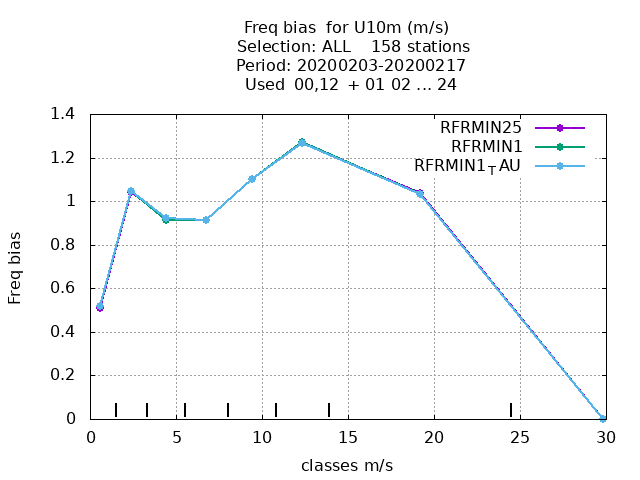 Freq bias  for U10m (m/s)
Selection: ALL    158 stations
Period: 20200203-20200217
Used  00,12  + 01 02 ... 24
RFRMIN25
RFRMIN1
RFRMIN1TAU
1.4
1.2
1
0.8
0.6
0.4
0.2
0
Freq bias
0 5 10 15 20 25 30
classes m/s